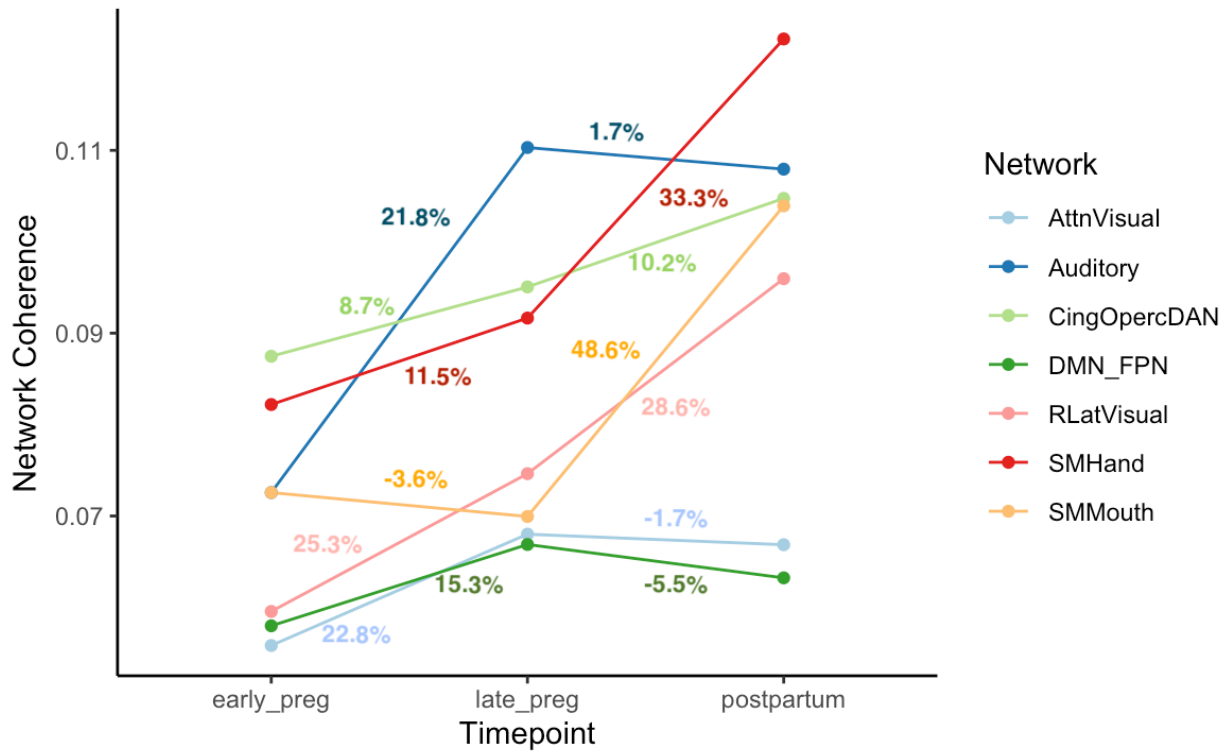 0.11
0.09
0.07
Network Coherence
1.7%
21.8%
33.3%
10.2%
8.7%
48.6%
11.5%
28.6%
-3.6%
25.3%
-1.7%
15.3%
-5.5%
22.8%
early_preg
late_preg
postpartum
Timepoint
Network
AttnVisual
Auditory
CingOpercDAN
DMN_FPN
RLatVisual
SMHand
SMMouth